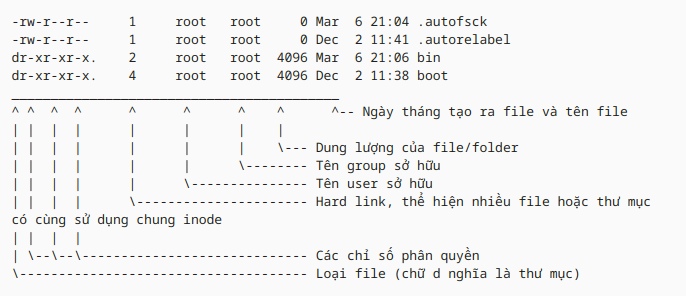 -rw-r--r--     1     root   root     0 Mar  6 21:04 .autofsck
-rw-r--r--     1     root   root     0 Dec  2 11:41 .autorelabel
dr-xr-xr-x.    2     root   root  4096 Mar  6 21:06 bin
dr-xr-xr-x.    4     root   root  4096 Dec  2 11:38 boot
__________________________________________
^ ^  ^  ^      ^      ^      ^    ^      ^-- Ngày tháng tạo ra file và tên file
| |  |  |      |      |      |    |
| |  |  |      |      |      |    \--- Dung lượng của file/folder
| |  |  |      |      |      \-------- Tên group sở hữu
| |  |  |      |      \--------------- Tên user sở hữu
| |  |  |      \---------------------- Hard link, thể hiện nhiều file hoặc thư mục
có cùng sử dụng chung inode
| |  |  |
| \--\--\----------------------------- Các chỉ số phân quyền
\------------------------------------- Loại file (chữ d nghĩa là thư mục)